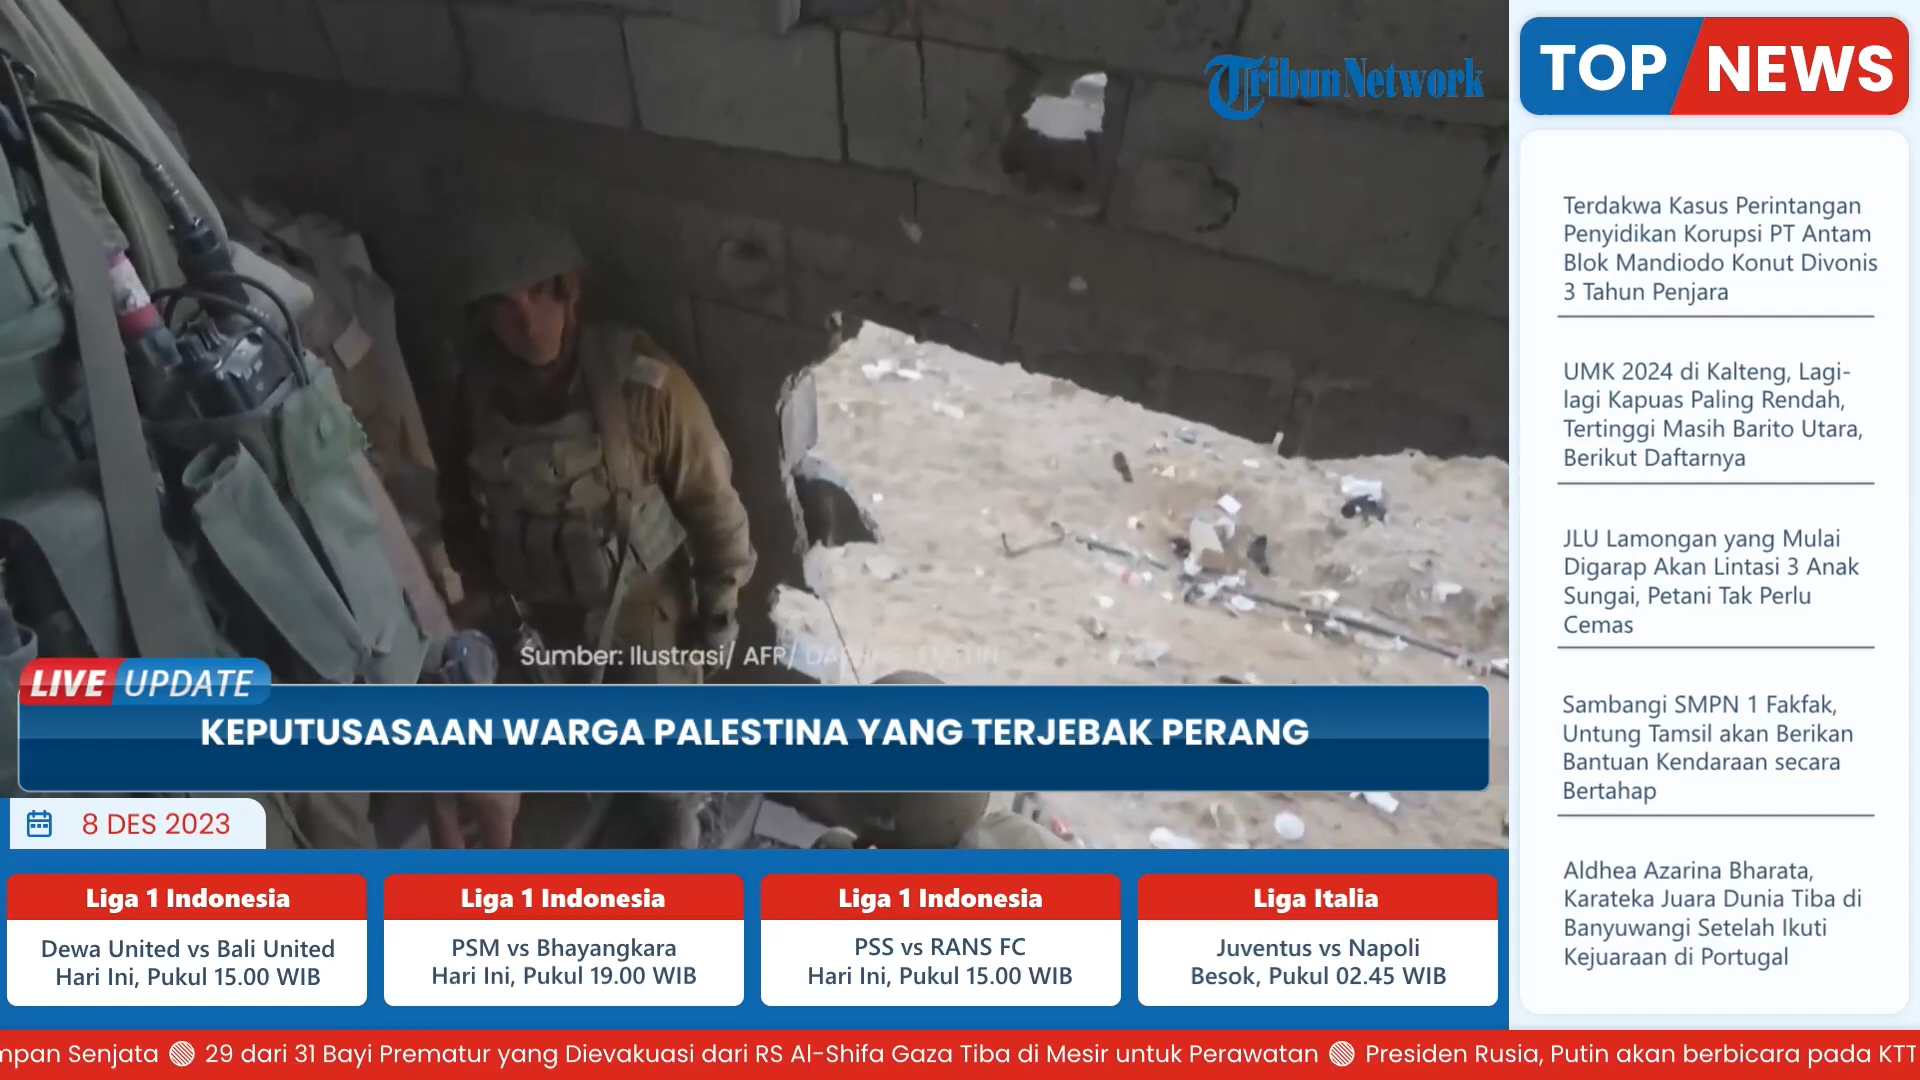 TribunNetwork
TOP NEWS
Terdakwa Kasus Perintangan
Penyidikan Korupsi PT Antam
Blok Mandiodo Konut Divonis
3 Tahun Penjara
UMK 2024 di Kalteng, Lagi-
lagi Kapuas Paling Rendah,
Tertinggi Masih Barito Utara,
Berikut Daftarnya
JLU Lamongan yang Mulai
Digarap Akan Lintasi 3 Anak
Sungai, Petani Tak Perlu
Cemas
Sambangi SMPN 1 Fakfak,
Untung Tamsil akan Berikan
Bantuan Kendaraan secara
Bertahap
Aldhea Azarina Bharata,
Karateka Juara Dunia Tiba di
Banyuwangi Setelah Ikuti
Kejuaraan di Portugal
Sumber: Ilustrasi/ AFP/
LIVE UPDATE
KEPUTUSASAAN WARGA PALESTINA YANG TERJEBAK PERANG
8 DES 2023
Liga 1 Indonesia
Dewa United vs Bali United
Hari Ini, Pukul 15.00 WIB
Liga 1 Indonesia
PSM vs Bhayangkara
Hari Ini, Pukul 19.00 WIB
Liga 1 Indonesia
PSS vs RANS FC
Hari Ini, Pukul 15.00 WIB
Liga Italia
Juventus vs Napoli
Besok, Pukul 02.45 WIB
mpan Senjata 29 dari 31 Bayi Prematur yang Dievakuasi dari RS Al-Shifa Gaza Tiba di Mesir untuk Perawatan Presiden Rusia, Putin akan berbicara pada KTT